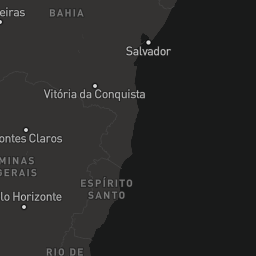 eiras
BAHIA
Salvador
Vitória da Conquista
ontes Claros
MINAS
GERAIS
ESPÍRITO
SANTO
lo Horizonte
RIO DE